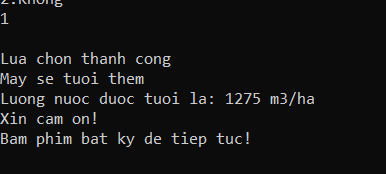 2.Khong
1
Lua chon thanh cong
May se tuoi them
Luong nuoc duoc tuoi la: 1275 m3/ha
Xin cam on!
Bam phim bat ky de tiep tuc!